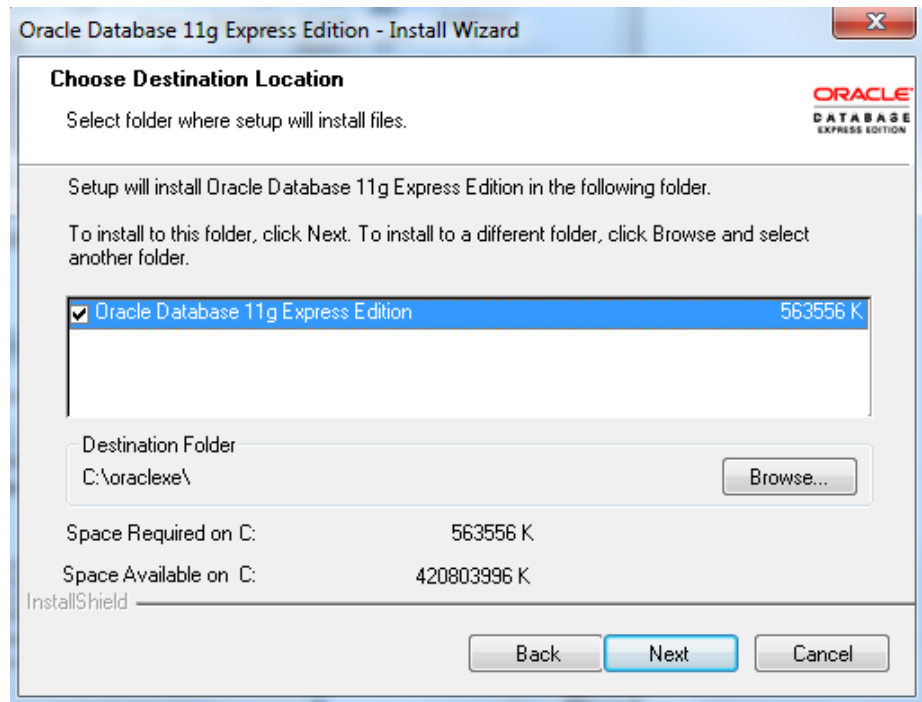 Oracle Database 11g Express Edition - Install Wizard
x
Choose Destination Location
Select folder where setup will install files.
ORACLE
DATABASE
EXPRESS EDITION
Setup will install Oracle Database 11g Express Edition in the following folder.
To install to this folder, click Next. To install to a different folder, click Browse and select
another folder.
Oracle Database 11g Express Edition 563556 K
Destination Folder
C:\oraclexe\
Browse...
Space Required on C: 563556 K
Space Available on C: 420803996 K
InstallShield
Back Next Cancel